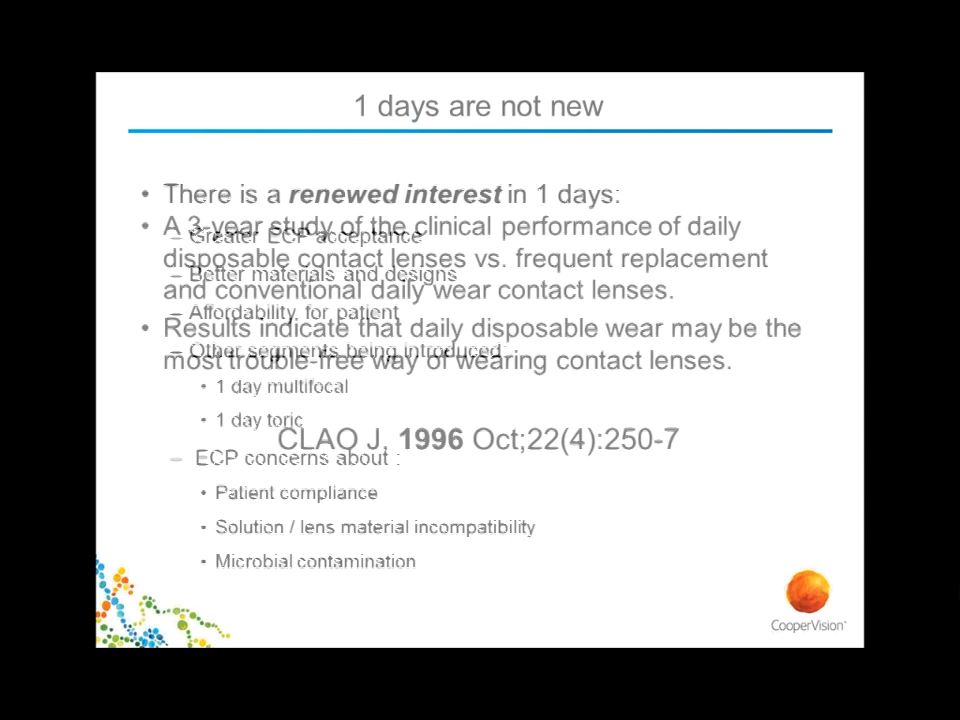 1 days are not new
• There is a renewed interest in 1 days:
• A 3-year study of the clinical performance of daily
– Greater ECP acceptance
disposable contact lenses vs. frequent replacement
– Better materials and designs
and conventional daily wear contact lenses.
– Affordability for patient
• Results indicate that daily disposable wear may be the
– Other segments being introduced:
most trouble-free way of wearing contact lenses.
• 1 day multifocal
• 1 day toric
CLAO J. 1996 Oct;22(4):250-7
– ECP concerns about :
• Patient compliance
• Solution / lens material incompatibility
• Microbial contamination
CooperVision